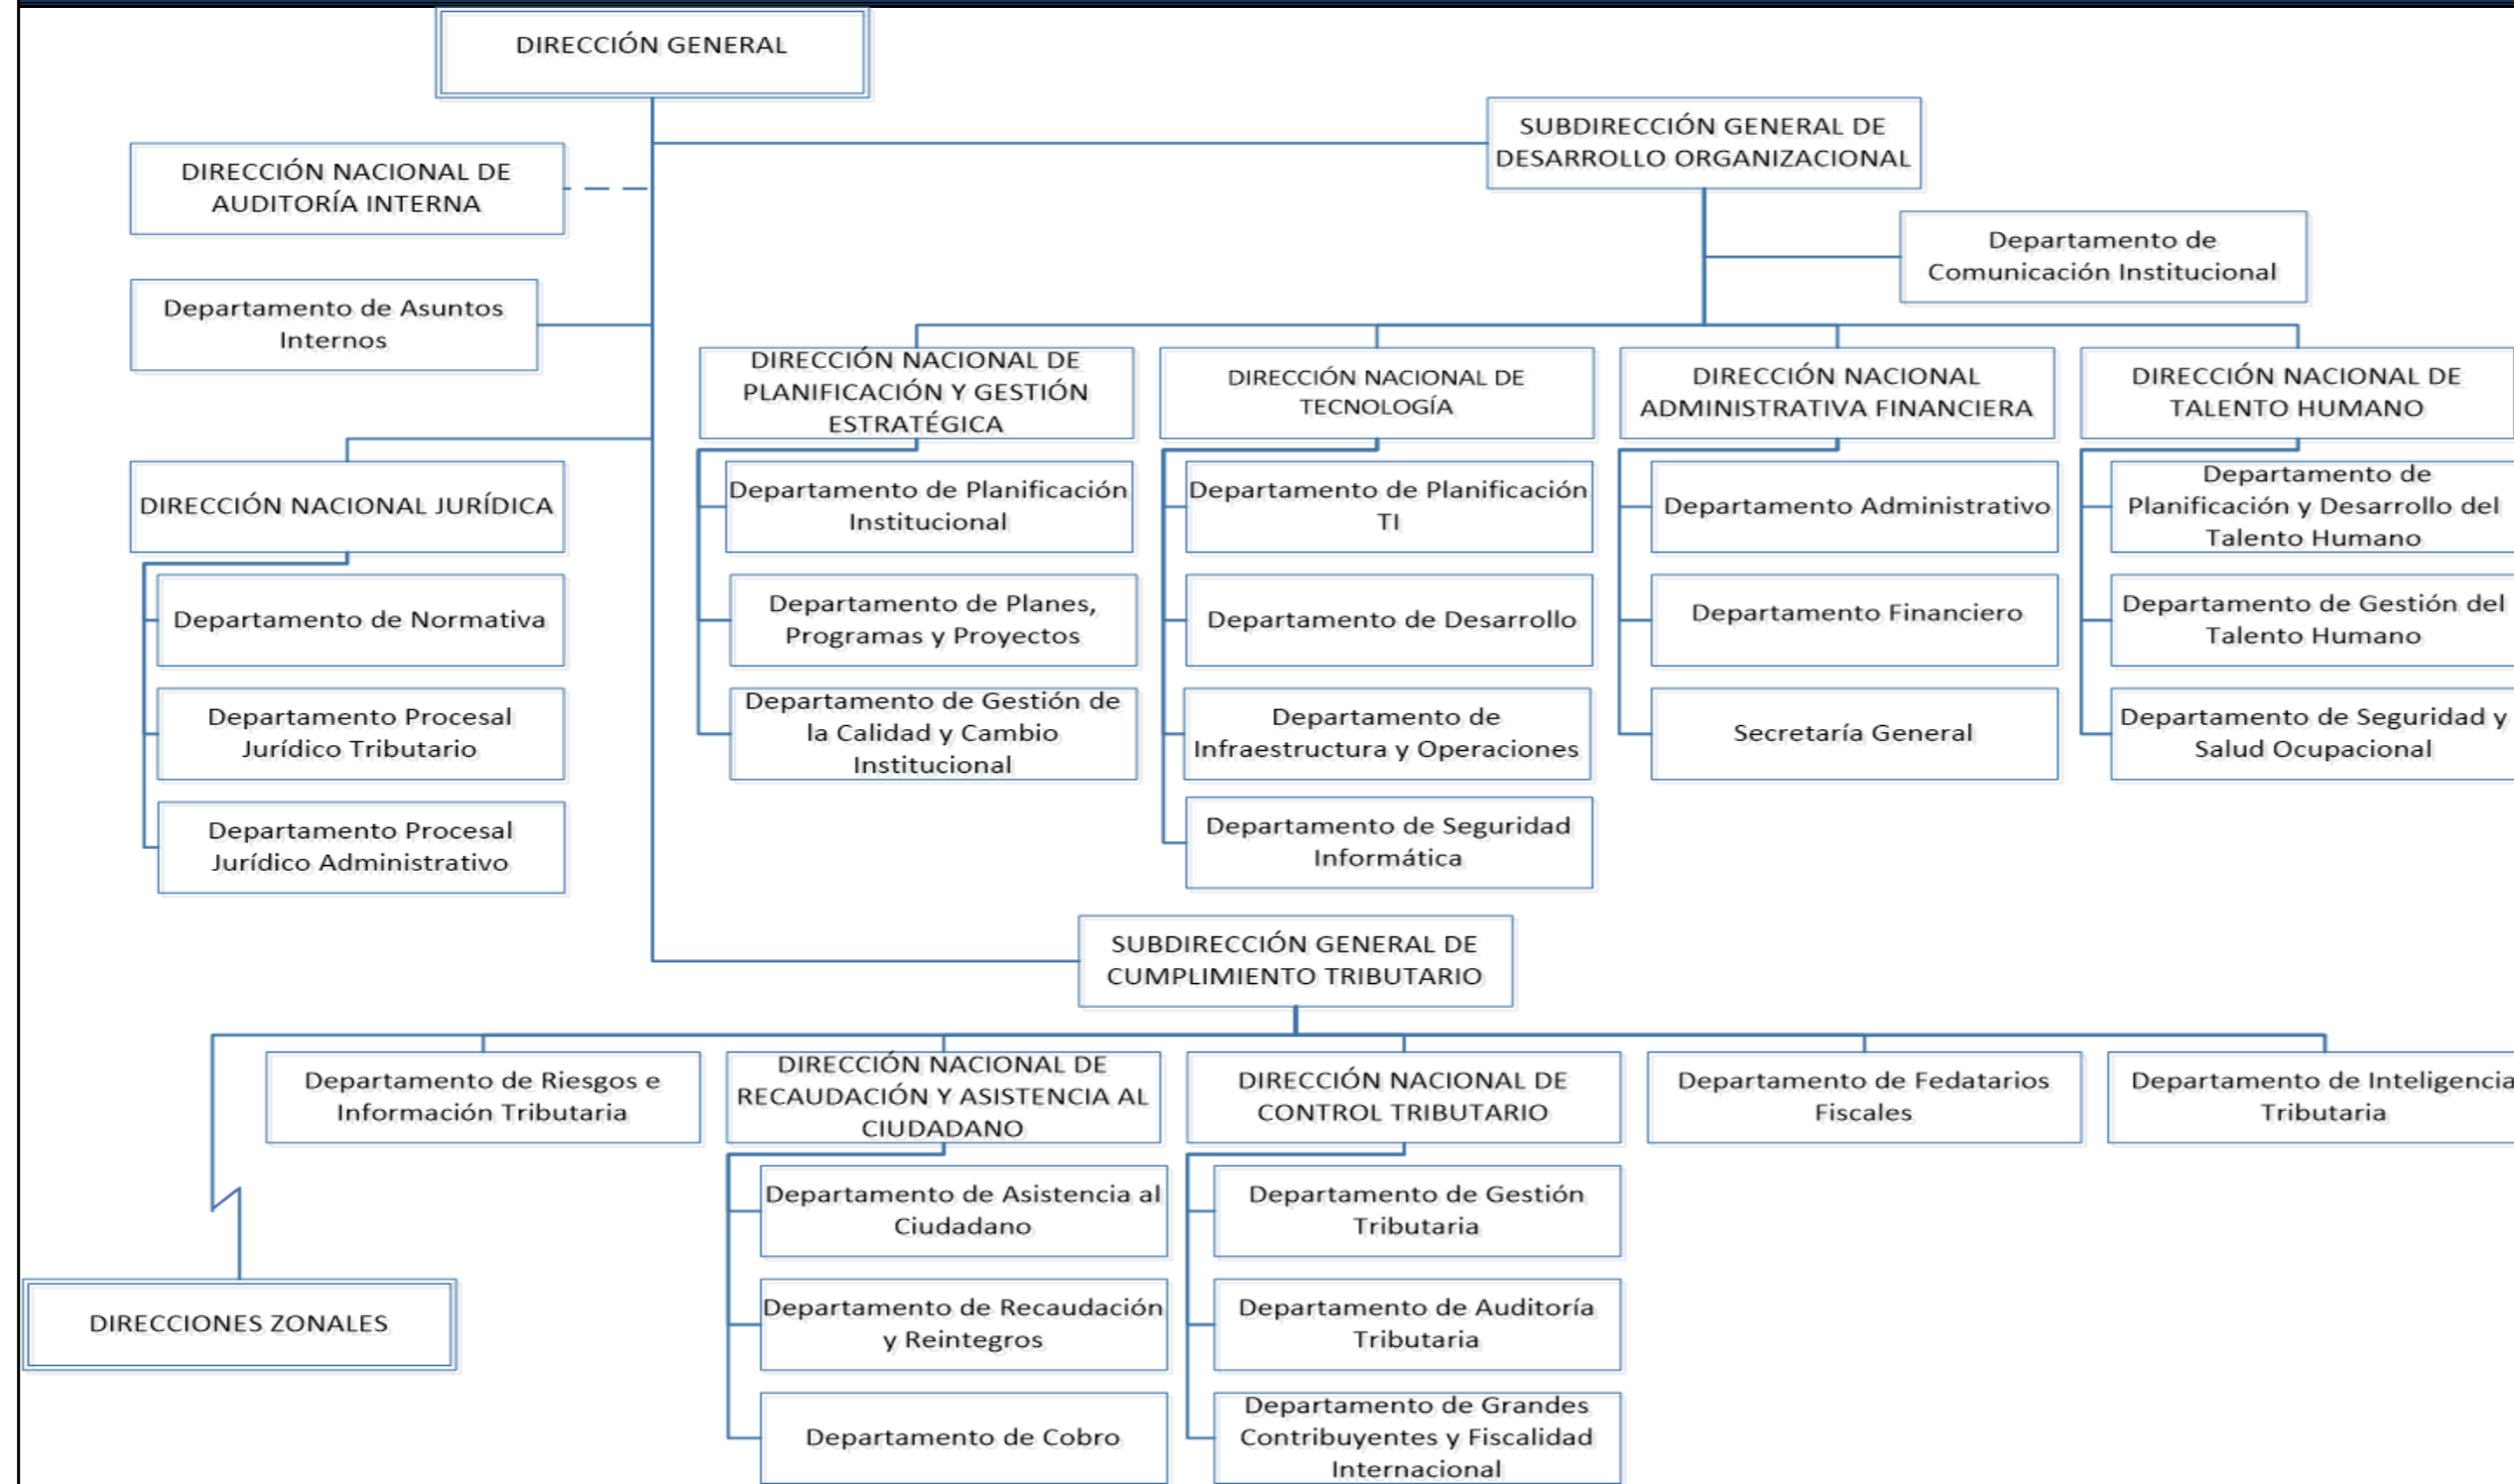 DIRECCIÓN GENERAL
SUBDIRECCIÓN GENERAL DE
DESARROLLO ORGANIZACIONAL
DIRECCIÓN NACIONAL DE
AUDITORÍA INTERNA
Departamento de
Comunicación Institucional
Departamento de Asuntos
Internos
DIRECCIÓN NACIONAL DE
PLANIFICACIÓN Y GESTIÓN
ESTRATÉGICA
DIRECCIÓN NACIONAL DE
TECNOLOGÍA
DIRECCIÓN NACIONAL
ADMINISTRATIVA FINANCIERA
DIRECCIÓN NACIONAL DE
TALENTO HUMANO
DIRECCIÓN NACIONAL JURÍDICA
Departamento de Normativa
Departamento Procesal
Jurídico Tributario
Departamento Procesal
Jurídico Administrativo
Departamento de Planificación
Institucional
Departamento de Planes,
Programas y Proyectos
Departamento de Gestión de
la Calidad y Cambio
Institucional
Departamento de Planificación
TI
Departamento de Desarrollo
Departamento de
Infraestructura y Operaciones
Departamento de Seguridad
Informática
Departamento Administrativo
Departamento Financiero
Secretaría General
Departamento de
Planificación y Desarrollo del
Talento Humano
Departamento de Gestión del
Talento Humano
Departamento de Seguridad y
Salud Ocupacional
SUBDIRECCIÓN GENERAL DE
CUMPLIMIENTO TRIBUTARIO
Departamento de Riesgos e
Información Tributaria
DIRECCIÓN NACIONAL DE
RECAUDACIÓN Y ASISTENCIA AL
CIUDADANO
DIRECCIÓN NACIONAL DE
CONTROL TRIBUTARIO
Departamento de Fedatarios
Fiscales
Departamento de Inteligencia
Tributaria
DIRECCIONES ZONALES
Departamento de Asistencia al
Ciudadano
Departamento de Recaudación
y Reintegros
Departamento de Cobro
Departamento de Gestión
Tributaria
Departamento de Auditoría
Tributaria
Departamento de Grandes
Contribuyentes y Fiscalidad
Internacional